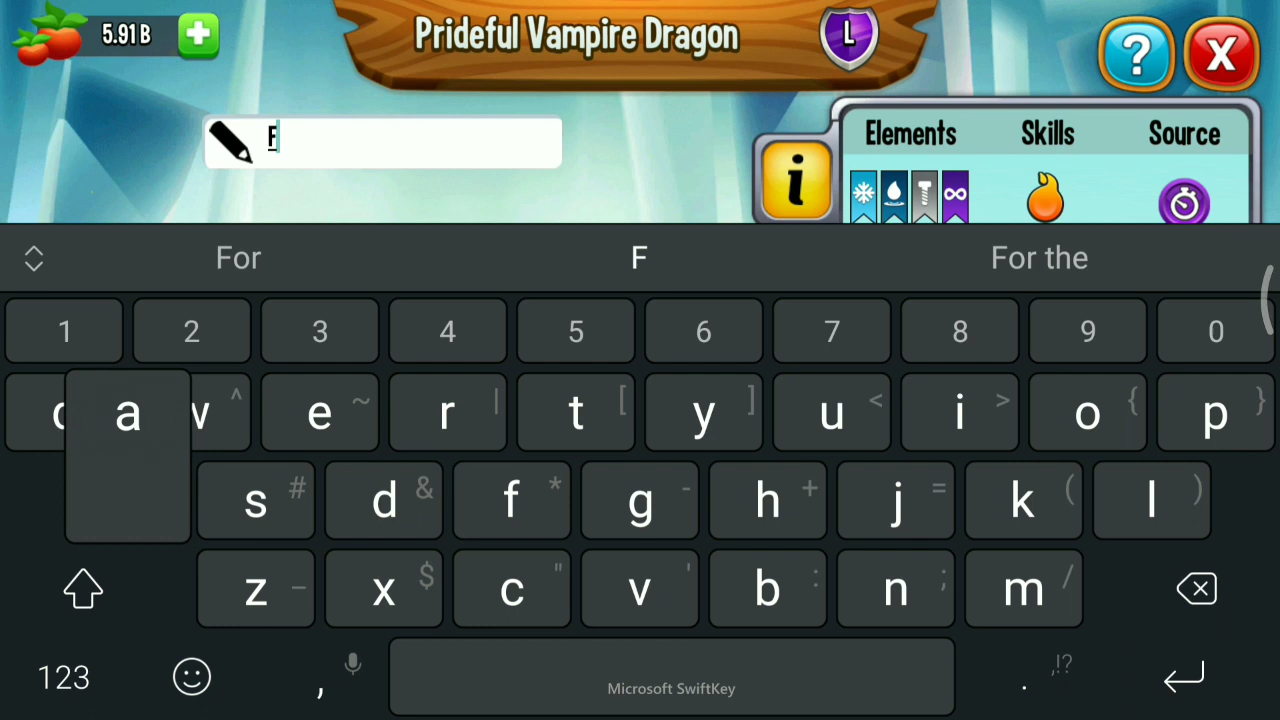 5.91 B
Prideful Vampire Dragon
L
?
X
F
i
Elements Skills Source
For F For the
1 2 3 4 5 6 7 8 9 0
a w ^ e ~ r | t [ y ] u < i > o { p }
s # d & f * g - h + j = k ( l )
z _ x $ c " v ' b : n ; m /
123 , Microsoft SwiftKey . ,!?